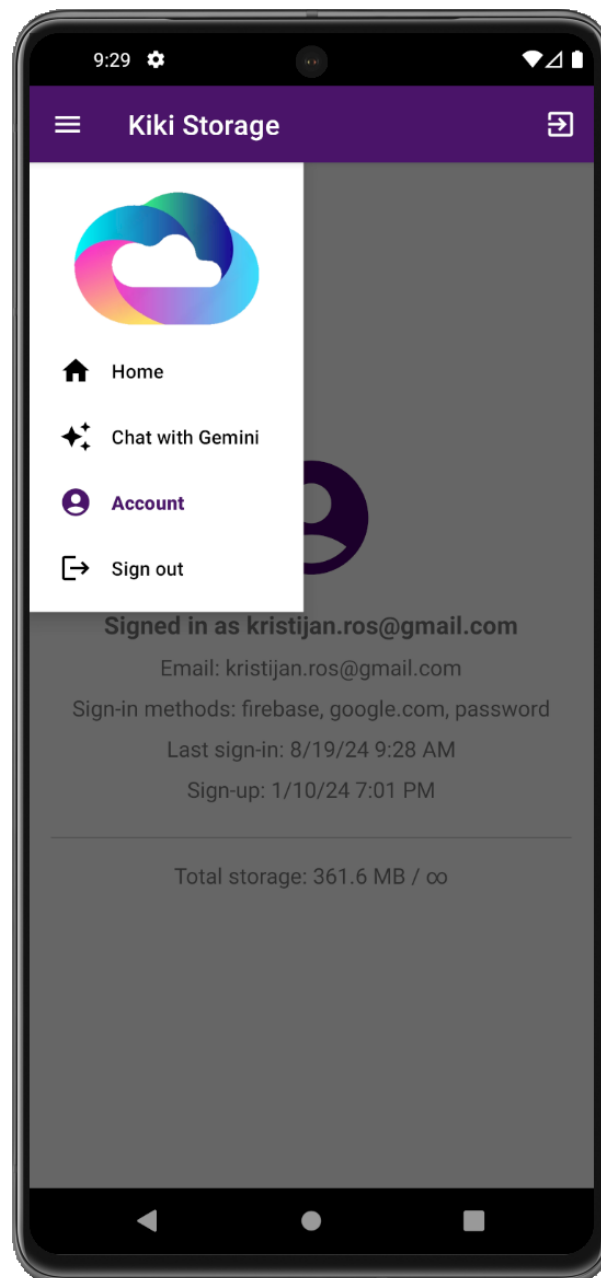 9:29
Kiki Storage
Home
Chat with Gemini
Account
Sign out
Signed in as kristijan.ros@gmail.com
Email: kristijan.ros@gmail.com
Sign-in methods: firebase, google.com, password
Last sign-in: 8/19/24 9:28 AM
Sign-up: 1/10/24 7:01 PM
Total storage: 361.6 MB / ∞